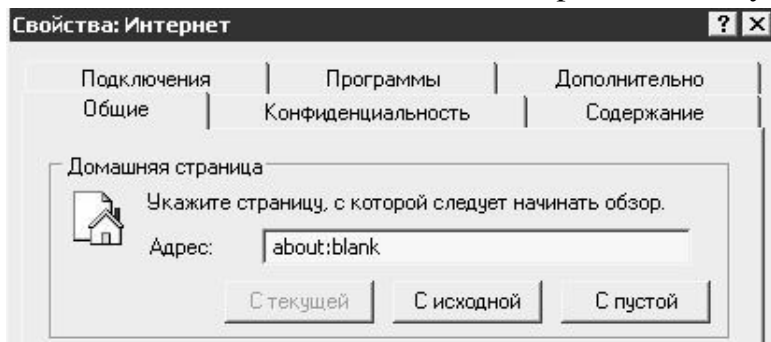 Свойства: Интернет
Подключения Программы Дополнительно
Общие Конфиденциальность Содержание
Домашняя страница
Укажите страницу, с которой следует начинать обзор.
Адрес: about:blank
С текущей С исходной С пустой